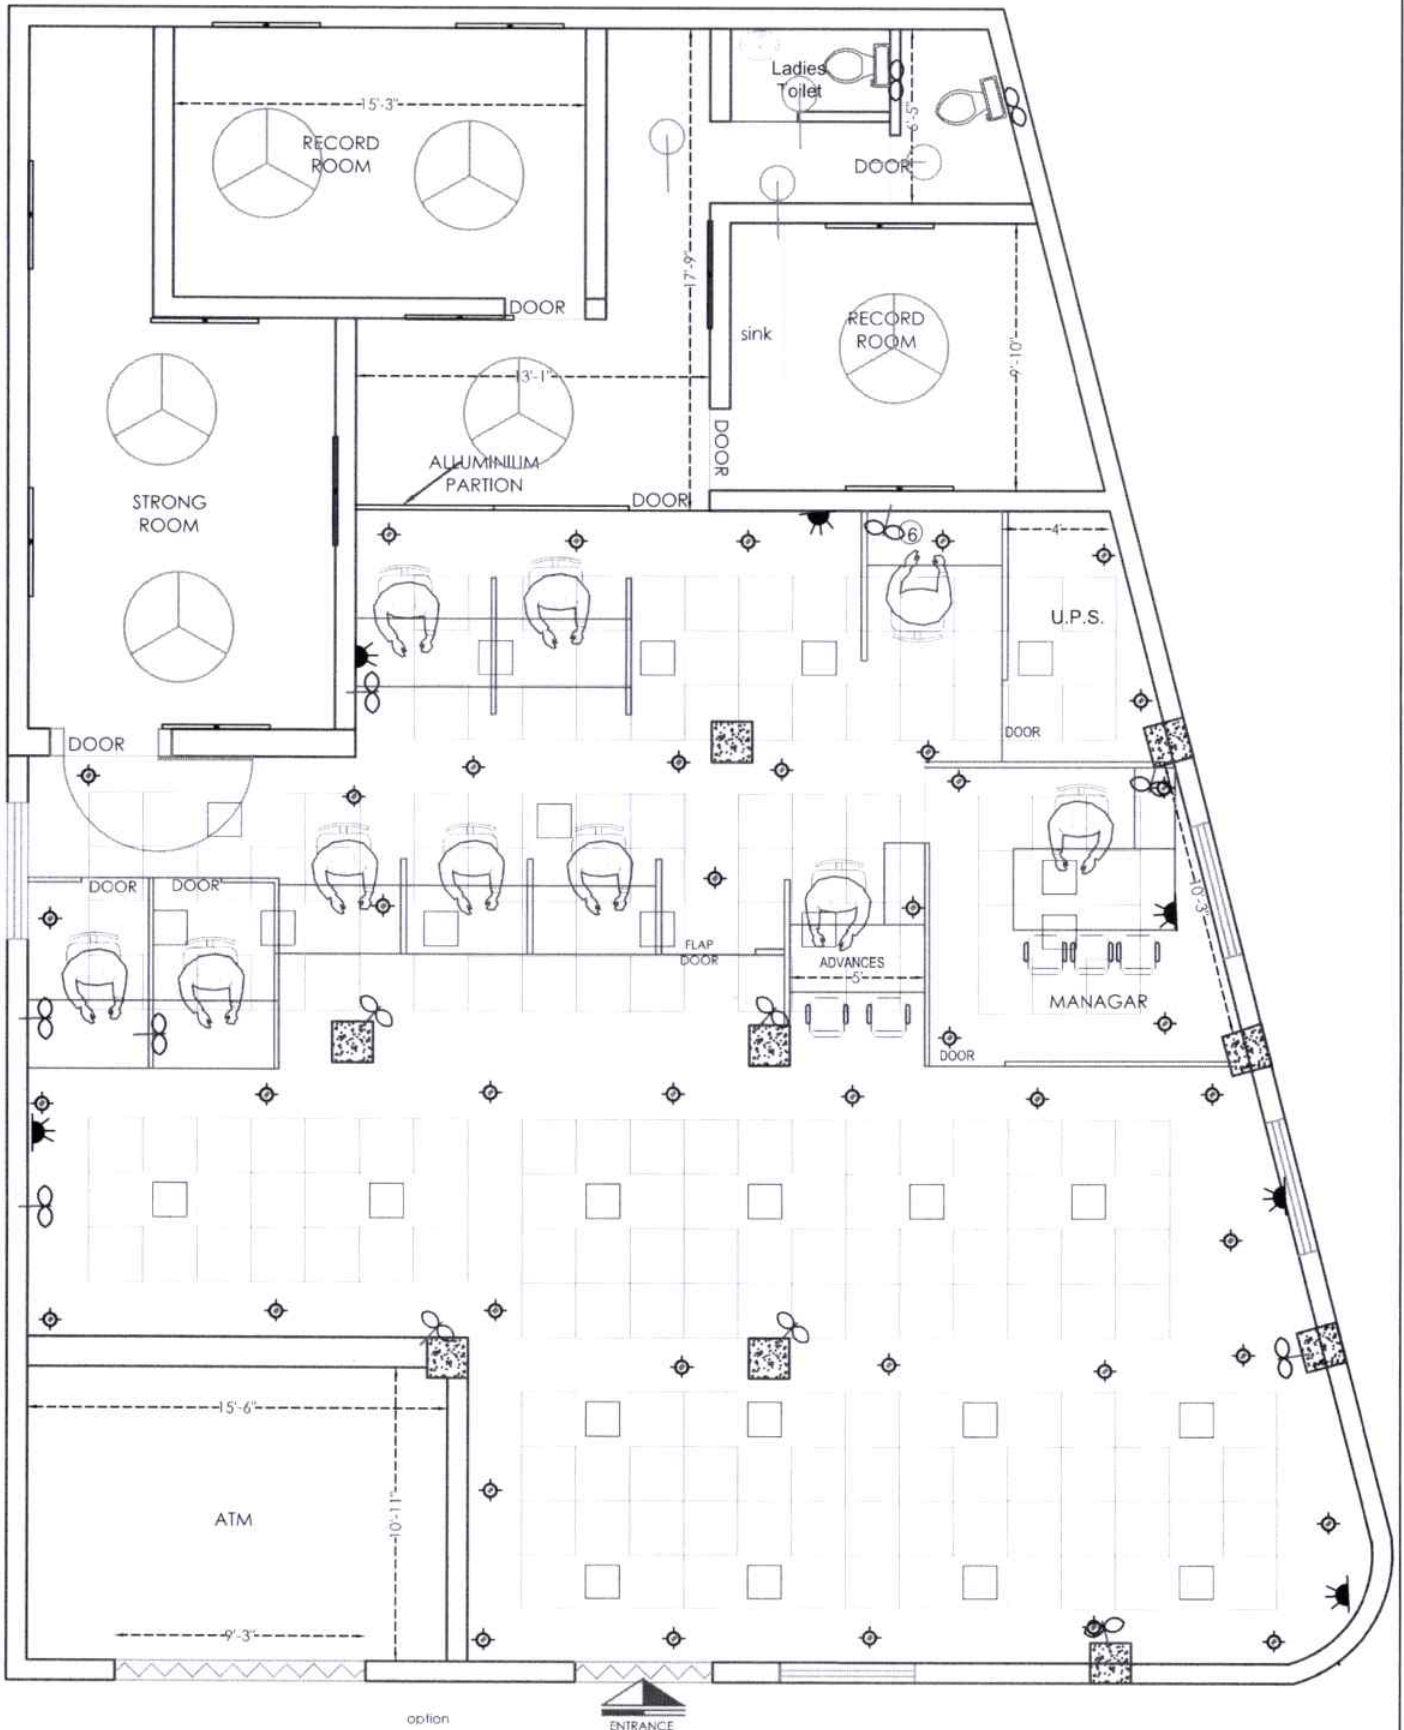 Ladies
Toilet
15'-3"
RECORD
ROOM
6'-5"
DOOR
17'-9"
DOOR
sink
RECORD
ROOM
9'-10"
13'-1"
DOOR
ALLUMINIUM
PARTION
DOOR
STRONG
ROOM
6
4'
U.P.S.
DOOR
DOOR
DOOR
DOOR
10'-3"
FLAP
DOOR
ADVANCES
5'
MANAGAR
DOOR
15'-6"
10'-11"
ATM
9'-3"
option
ENTRANCE